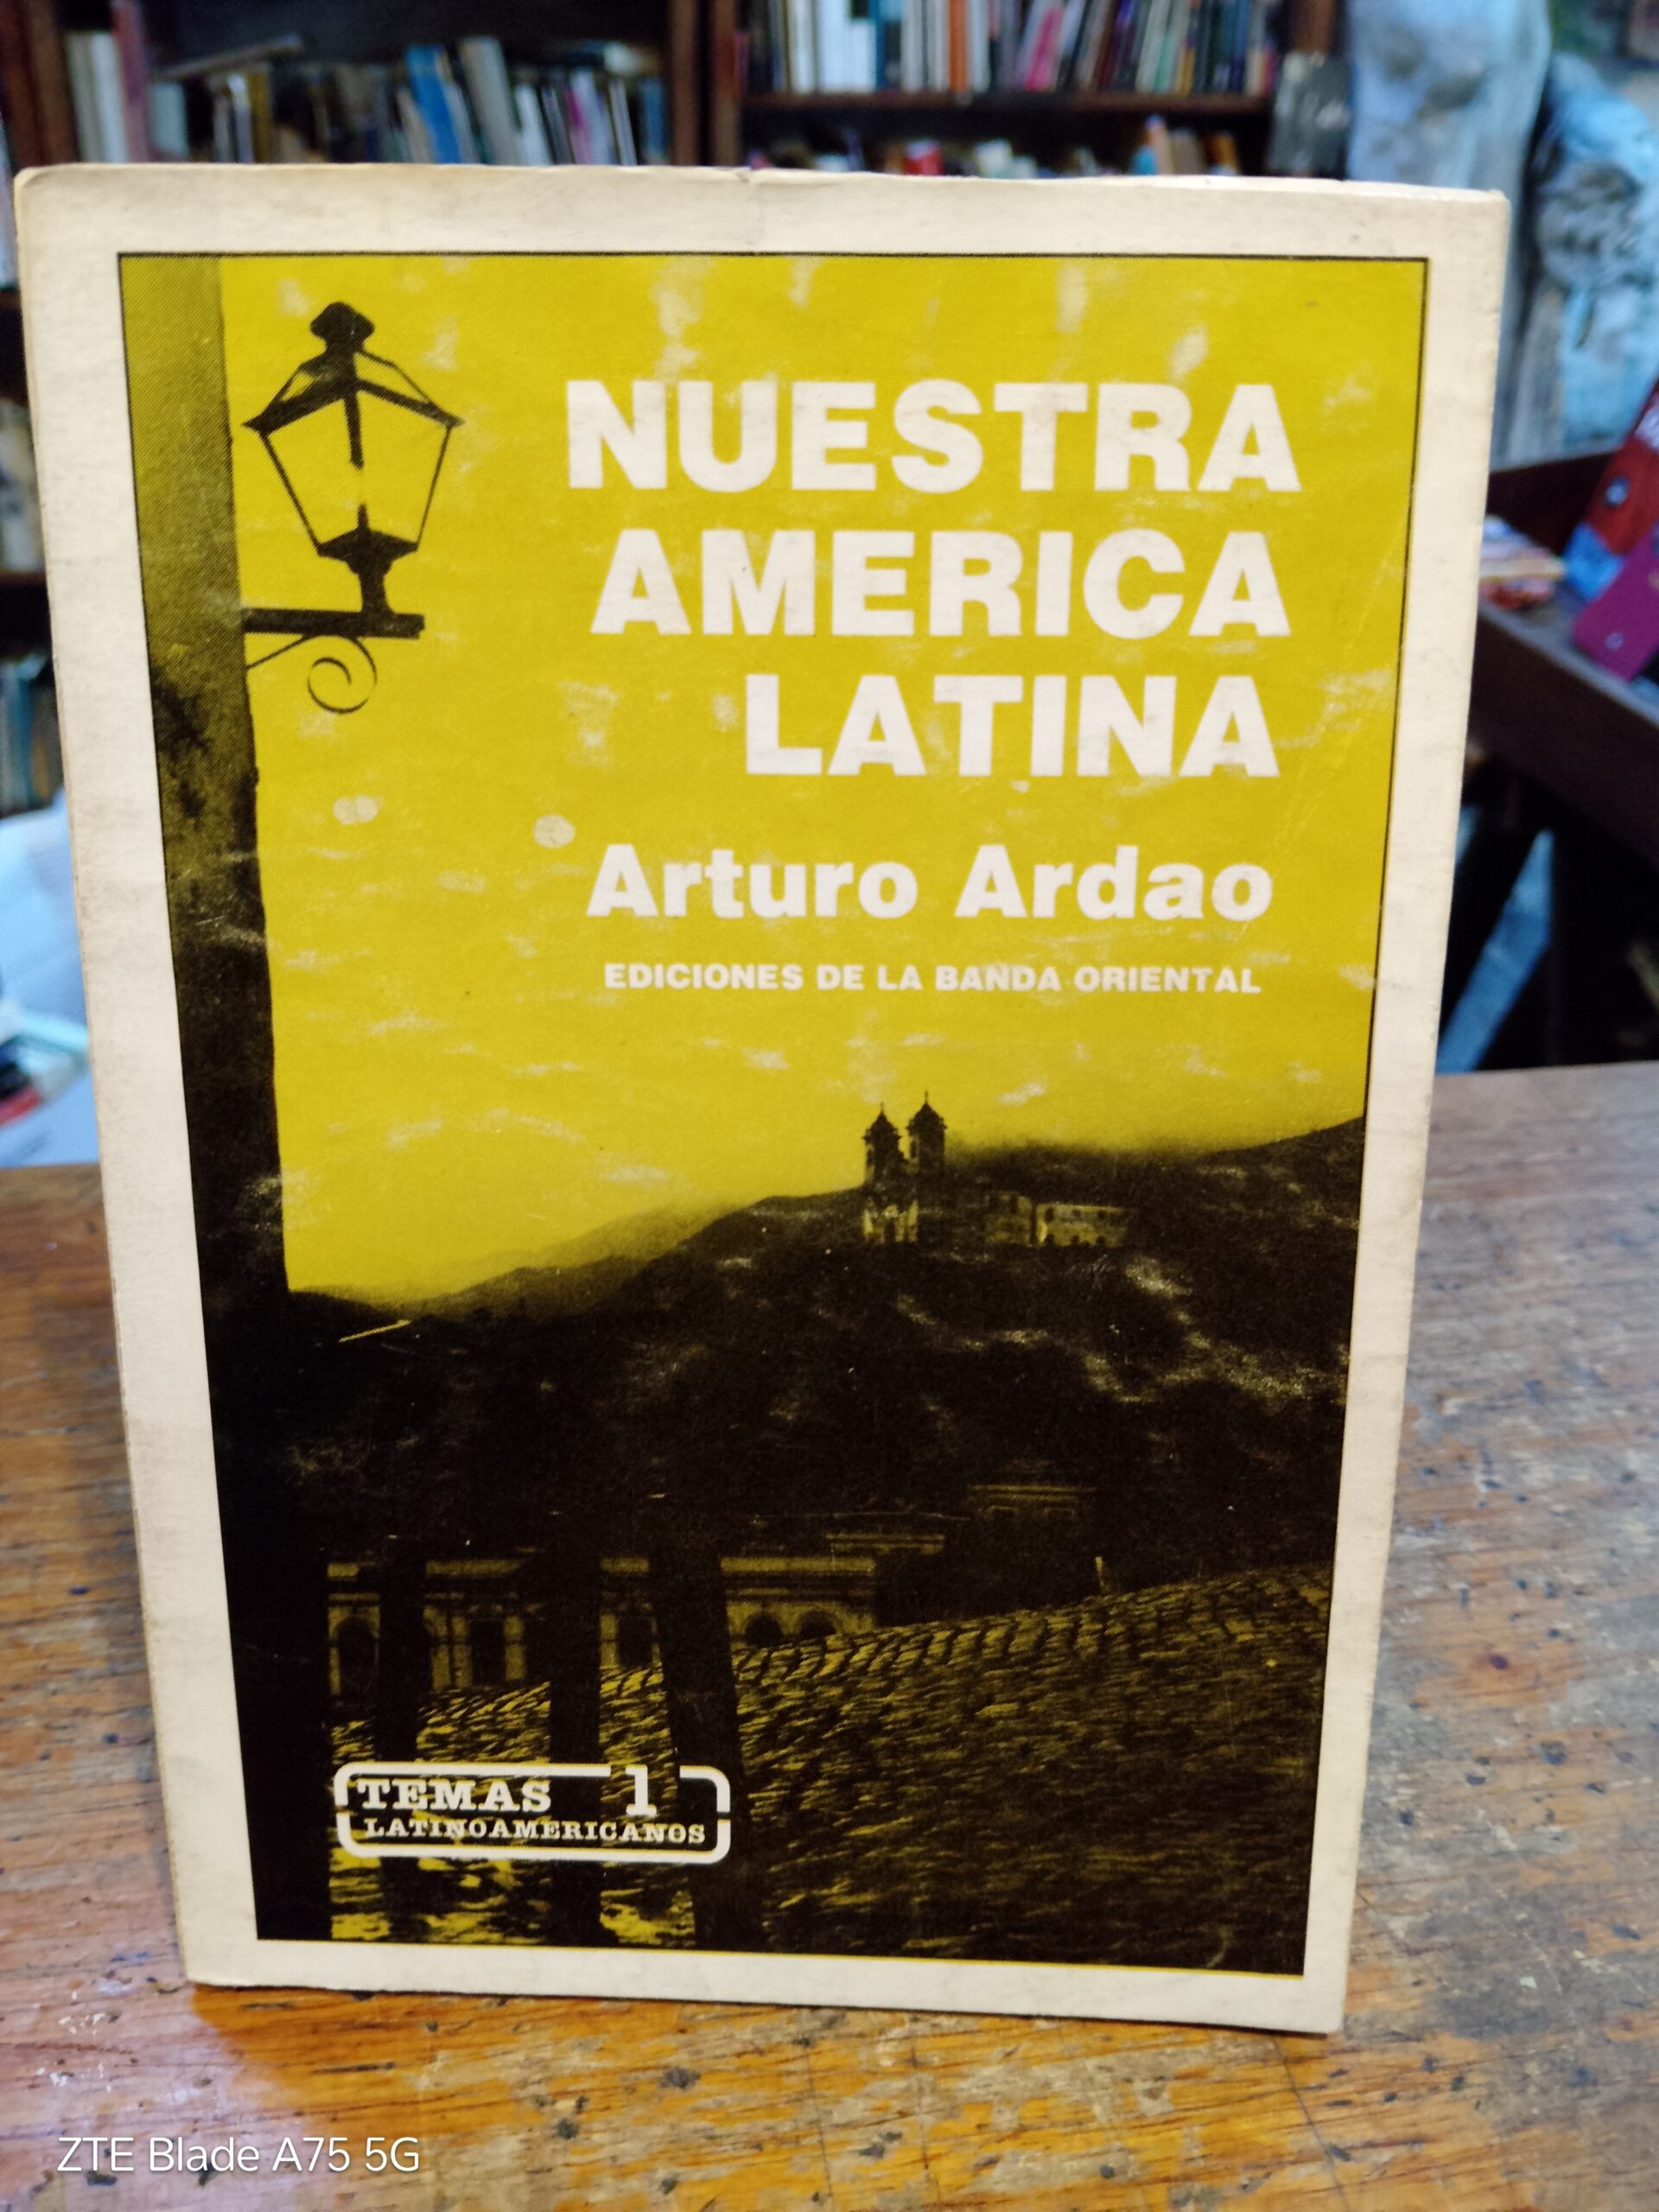 NUESTRA
AMERICA
LATINA
Arturo Ardao
EDICIONES DE LA BANDA ORIENTAL
TEMAS 1
LATINOAMERICANOS
ZTE Blade A75 5G